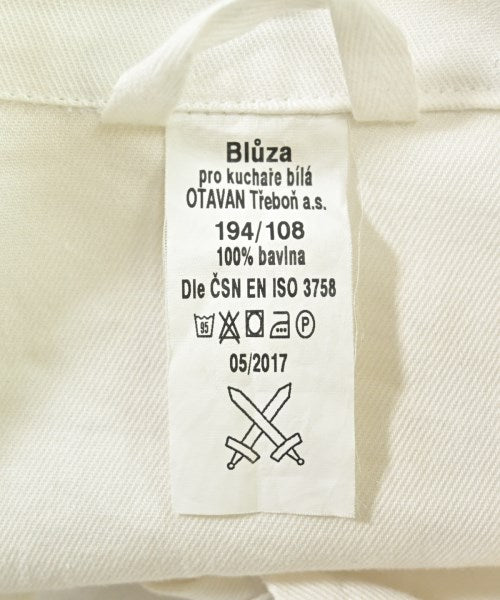 Blůza
pro kuchaře bílá
OTAVAN Třeboň a.s.
194/108
100% bavlna
Dle ČSN EN ISO 3758
95 P
05/2017